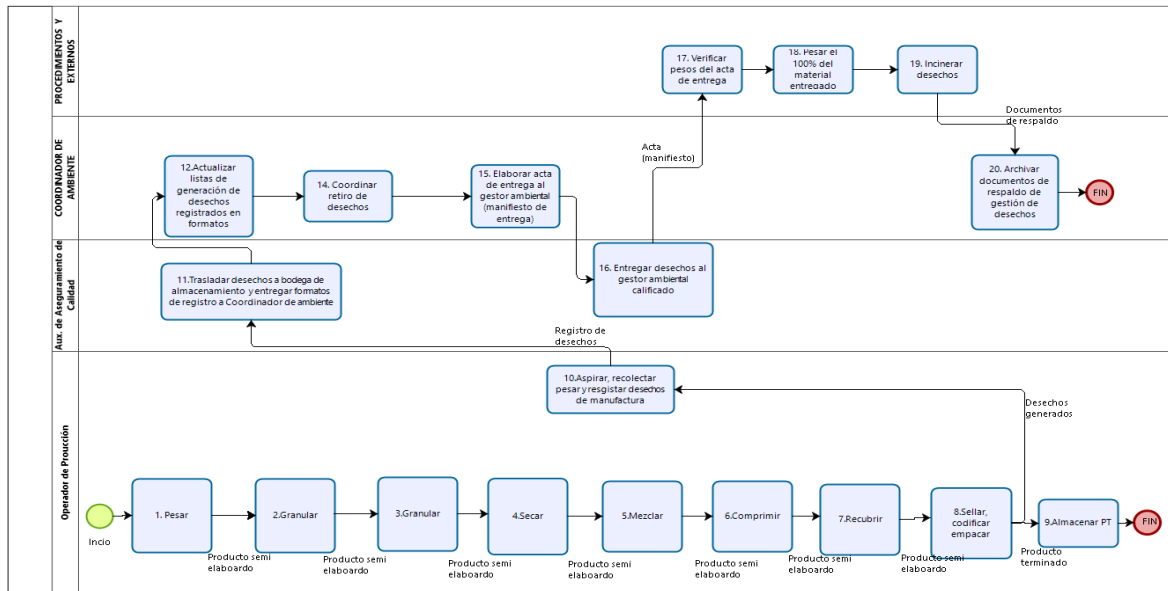 PROCEDIMIENTOS Y
EXTERNOS
17. Verificar
pesos del acta
de entrega
18. Pesar el
100% del
material
entregado
19. Incinerar
desechos
Documentos
de respaldo
COORDINADOR DE
AMBIENTE
12.Actualizar
listas de
generación de
desechos
registrados en
formatos
14. Coordinar
retiro de
desechos
15. Elaborar acta
de entrega al
gestor ambiental
(manifiesto de
entrega)
Acta
(manifiesto)
20. Archivar
documentos de
respaldo de
gestión de
desechos
FIN
Aux. de Aseguramiento de
Calidad
11.Trasladar desechos a bodega de
almacenamiento y entregar formatos
de registro a Coordinador de ambiente
16. Entregar desechos al
gestor ambiental
calificado
Registro de
desechos
Operador de Proucción
10.Aspirar, recolectar
pesar y resgistar desechos
de manufactura
Desechos
generados
Incio
1. Pesar
2.Granular
3.Granular
4.Secar
5.Mezclar
6.Comprimir
7.Recubrir
8.Sellar,
codificar
empacar
9.Almacenar PT
FIN
Producto semi
elaboardo
Producto semi
elaboardo
Producto semi
elaboardo
Producto semi
elaboardo
Producto semi
elaboardo
Producto semi
elaboardo
Producto semi
elaboardo
Producto
terminado